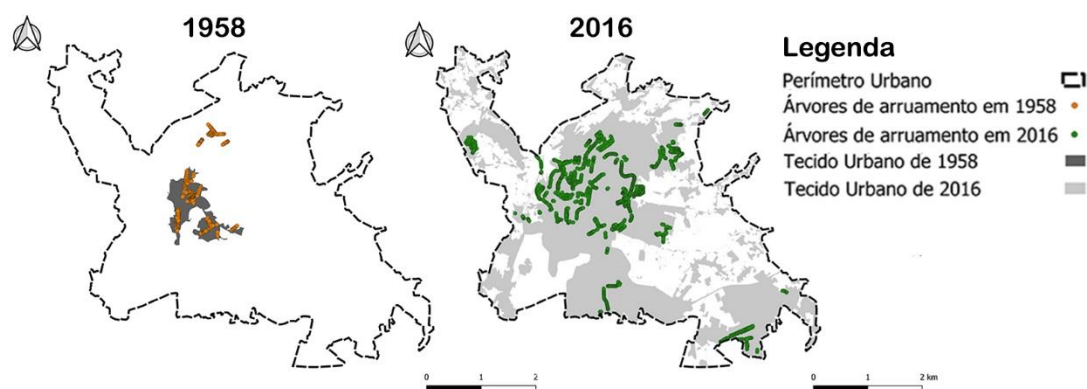 1958
2016
Legenda
Perímetro Urbano
Árvores de arruamento em 1958
Árvores de arruamento em 2016
Tecido Urbano de 1958
Tecido Urbano de 2016
0 1 2
0 1 2 km